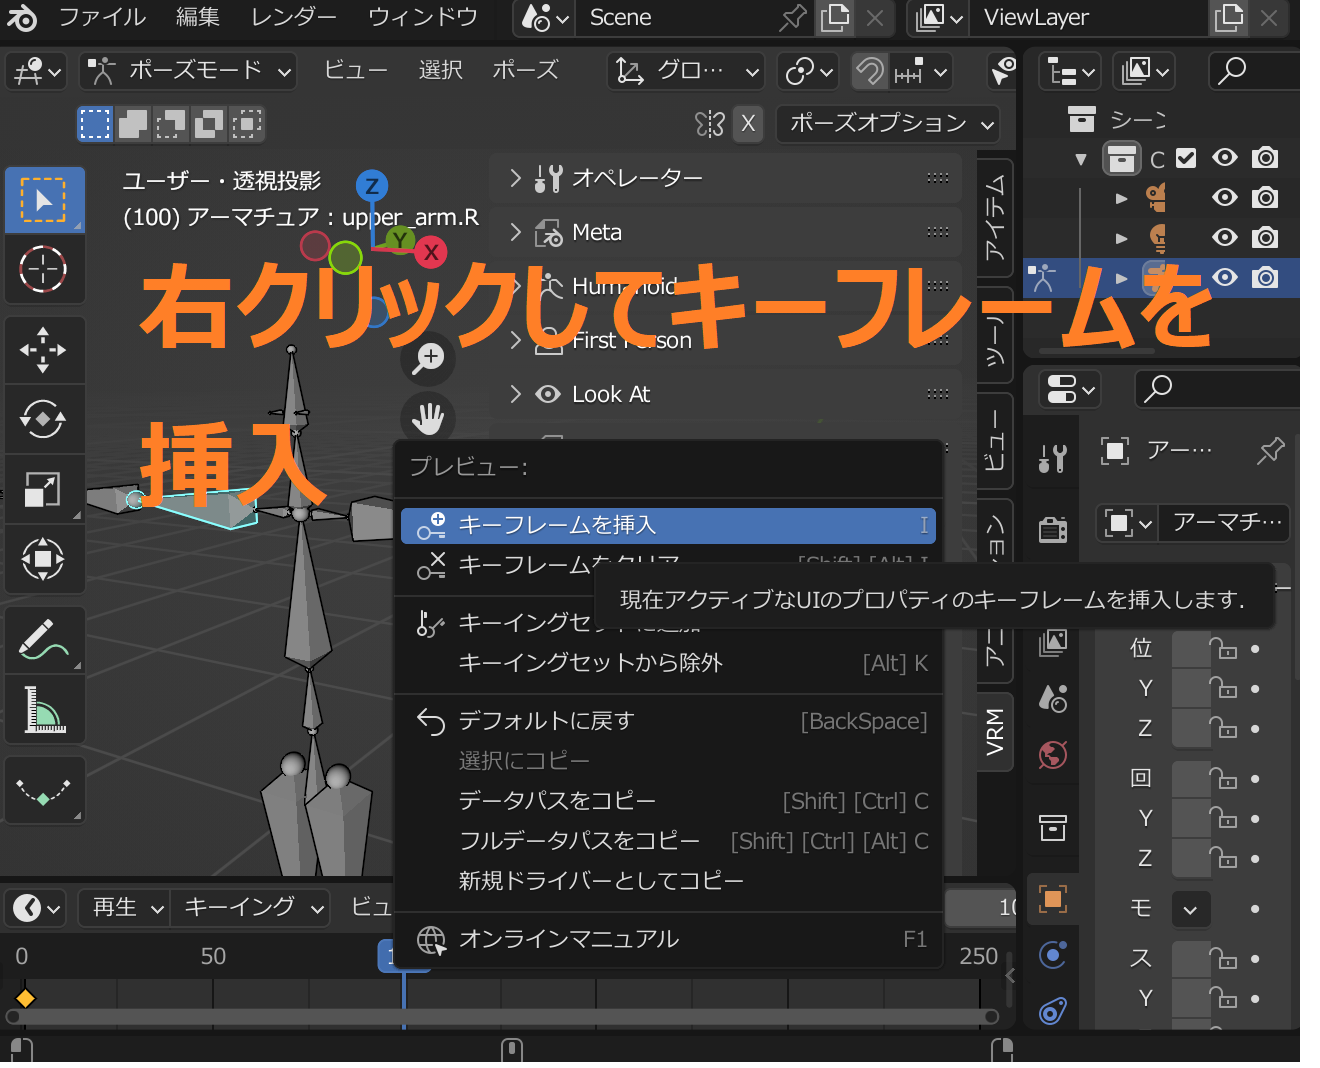 ファイル 編集 レンダー ウィンドウ Scene ViewLayer
ポーズモード ビュー 選択 ポーズ グロ…
X ポーズオプション
シーン
C
ユーザー・透視投影
(100) アーマチュア : upper_arm.R
Z
Y
X
オペレーター
Meta
Humanoid
First Person
Look At
アイテム
ツール
ビュー
VRM
右クリックしてキーフレームを
挿入
プレビュー:
キーフレームを挿入 I
キーフレームをクリア [Shift] [Alt] I
現在アクティブなUIのプロパティのキーフレームを挿入します.
キーイングセットに追加
キーイングセットから除外 [Alt] K
デフォルトに戻す [BackSpace]
選択にコピー
データパスをコピー [Shift] [Ctrl] C
フルデータパスをコピー [Shift] [Ctrl] [Alt] C
新規ドライバーとしてコピー
オンラインマニュアル F1
アー…
アーマチ…
位
Y
Z
回
Y
Z
モ
ス
Y
再生 キーイング ビュ
0 50 250